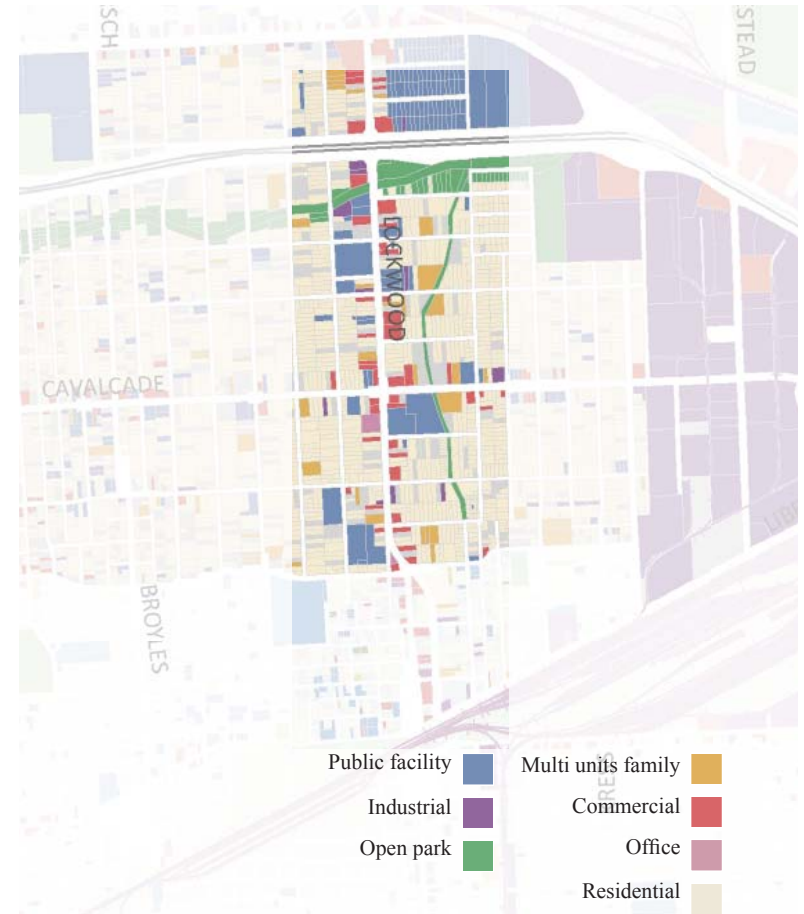 SCH
STEAD
LOCKWOOD
CAVALCADE
BROYLES
Public facility
Multi units family
Industrial
Commercial
Open park
Office
Residential